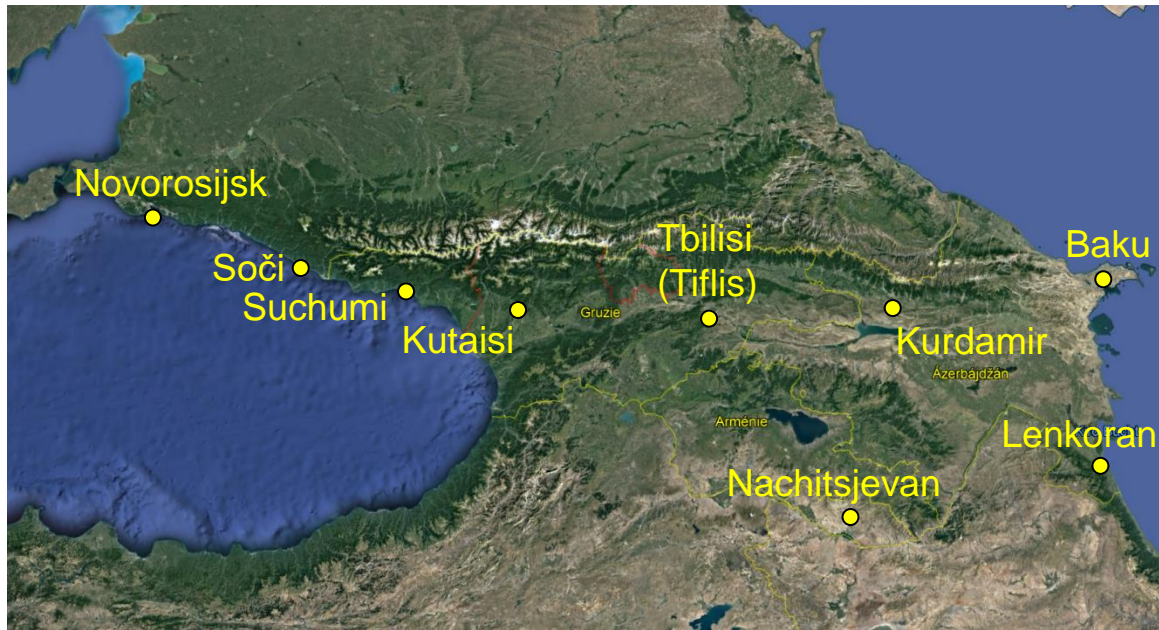 Novorosijsk
Tbilisi
(Tiflis)
Baku
Soči
Suchumi
Gruzie
Kutaisi
Kurdamir
Ázerbájdžán
Arménie
Lenkoran
Nachitsjevan